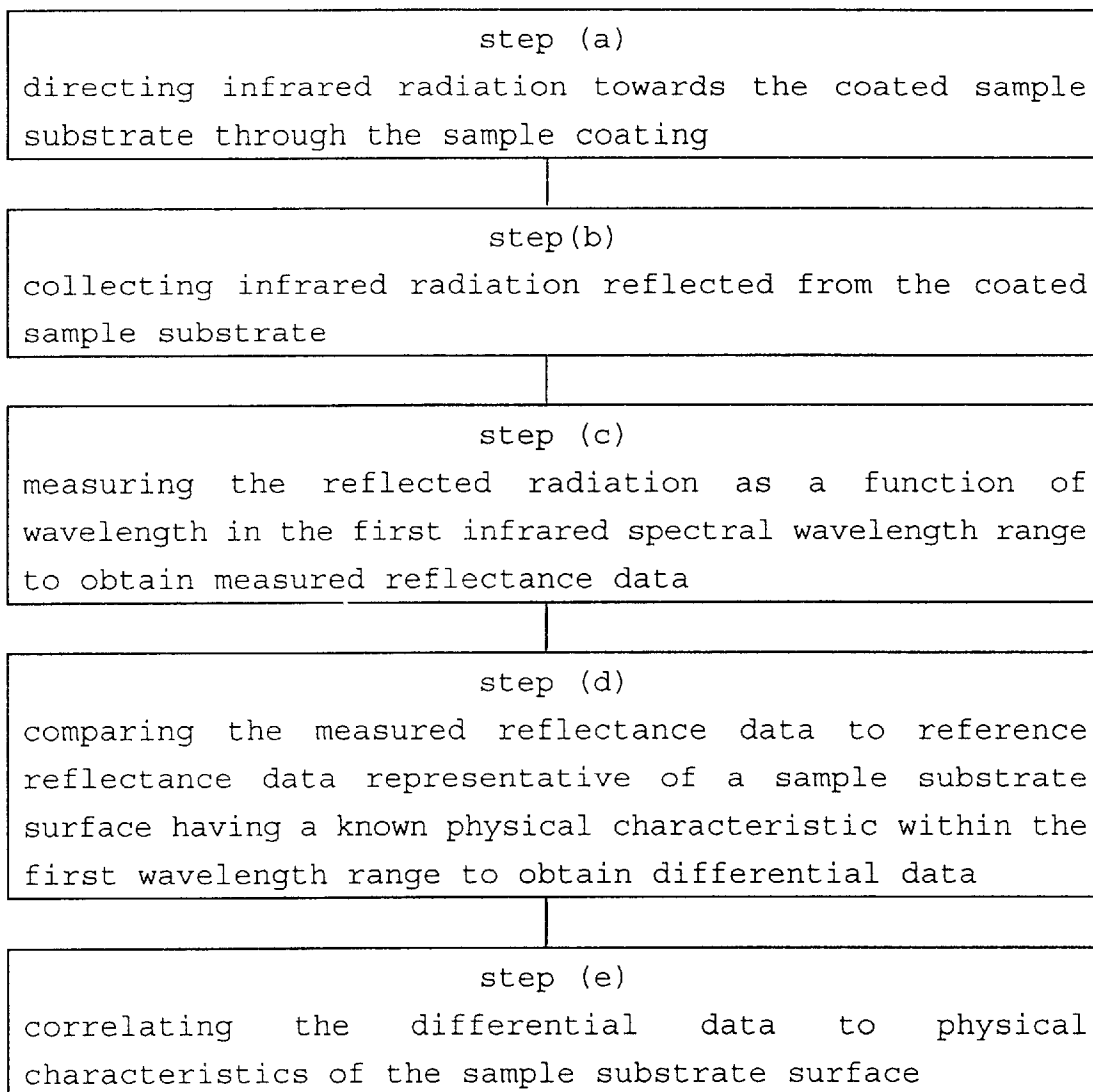 step (a)
directing infrared radiation towards the coated sample
substrate through the sample coating
step(b)
collecting infrared radiation reflected from the coated
sample substrate
step (c)
measuring the reflected radiation as a function of
wavelength in the first infrared spectral wavelength range
to obtain measured reflectance data
step (d)
comparing the measured reflectance data to reference
reflectance data representative of a sample substrate
surface having a known physical characteristic within the
first wavelength range to obtain differential data
step (e)
correlating the differential data to physical
characteristics of the sample substrate surface